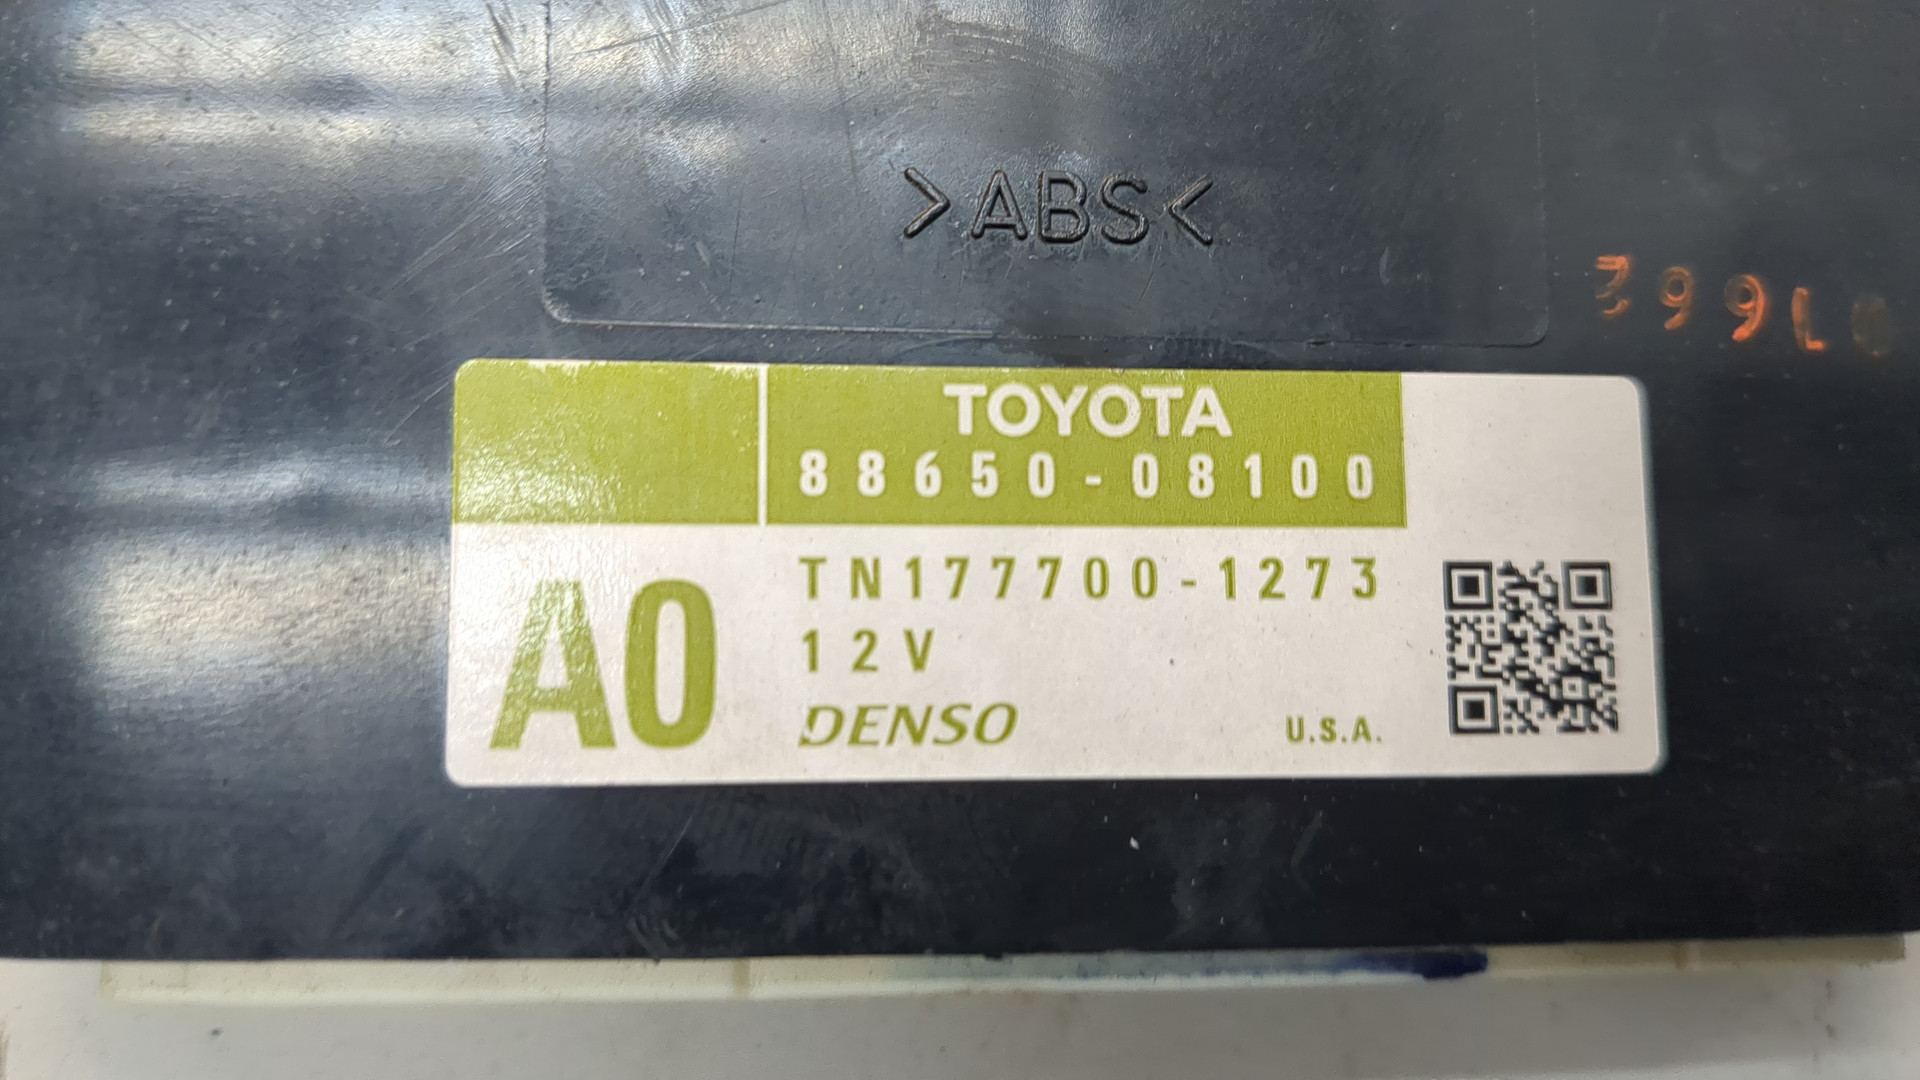 >ABS<
TOYOTA
88650-08100
A0
TN177700-1273
12V
DENSO
U.S.A.